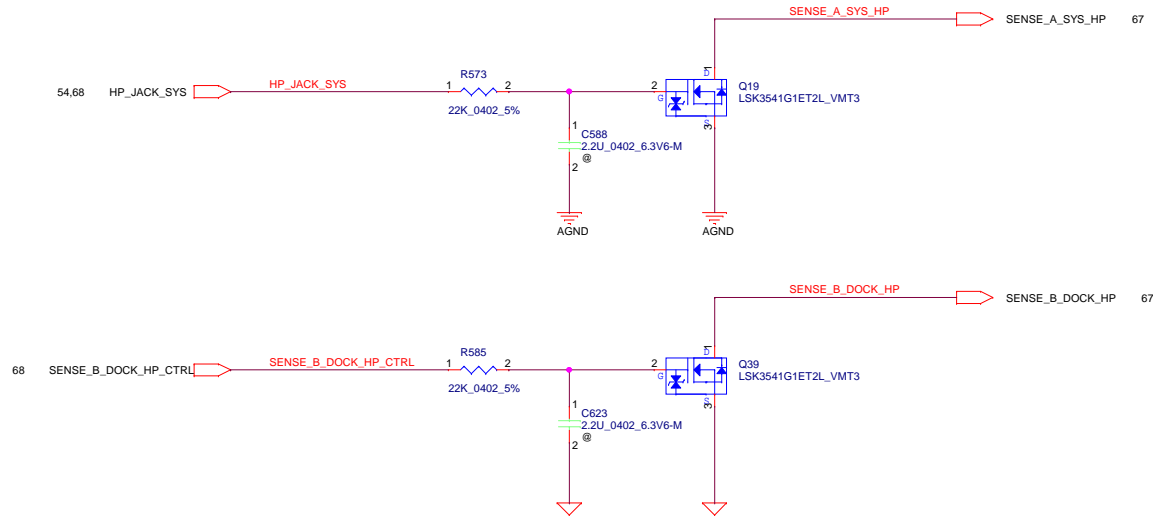 SENSE_A_SYS_HP
SENSE_A_SYS_HP 67
54,68 HP_JACK_SYS
HP_JACK_SYS
R573
1 2
22K_0402_5%
1
C588
2.2U_0402_6.3V6-M
@
2
AGND
2
G
D
1
S
3
Q19
LSK3541G1ET2L_VMT3
AGND
SENSE_B_DOCK_HP
SENSE_B_DOCK_HP 67
68 SENSE_B_DOCK_HP_CTRL
SENSE_B_DOCK_HP_CTRL
R585
1 2
22K_0402_5%
1
C623
2.2U_0402_6.3V6-M
@
2
2
G
D
1
S
3
Q39
LSK3541G1ET2L_VMT3